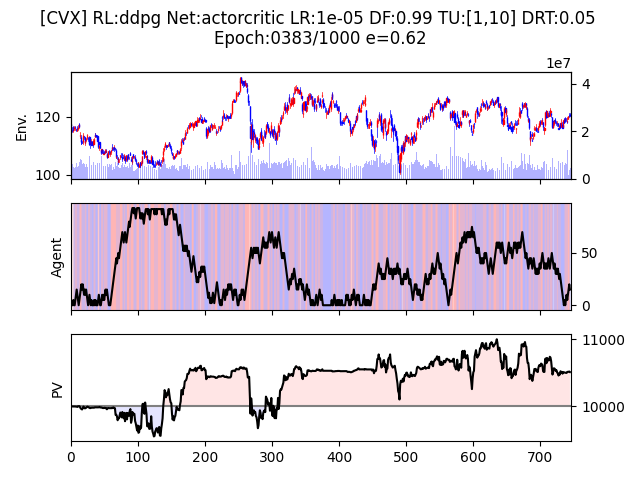 [CVX] RL:ddpg Net:actorcritic LR:1e-05 DF:0.99 TU:[1,10] DRT:0.05
Epoch:0383/1000 e=0.62
1e7
Env.
120
100
4
2
0
Agent
50
0
PV
11000
10000
0
100
200
300
400
500
600
700